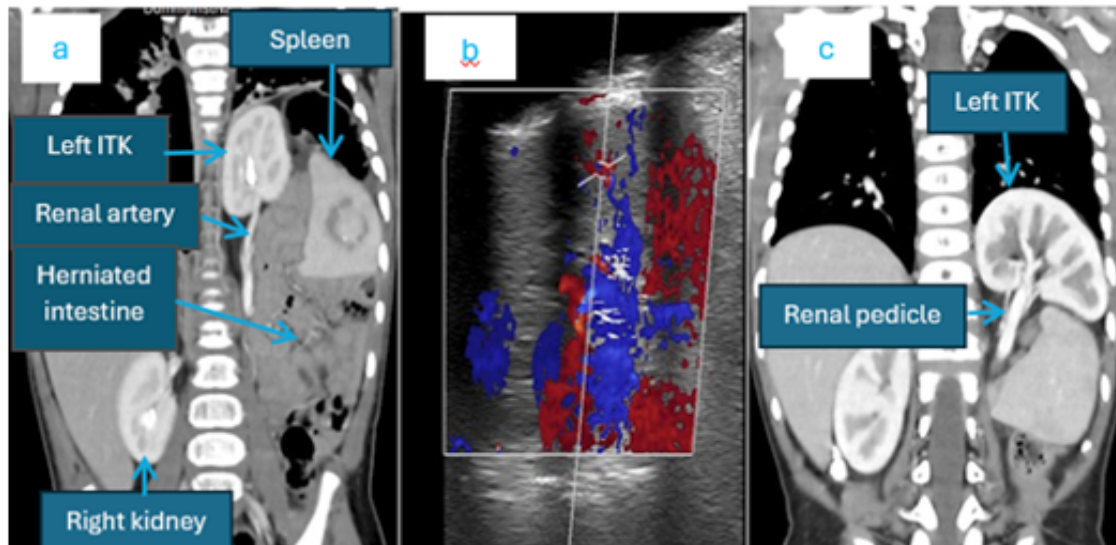 a
Spleen
Left ITK
Renal artery
Herniated
intestine
Right kidney
b
c
Left ITK
Renal pedicle